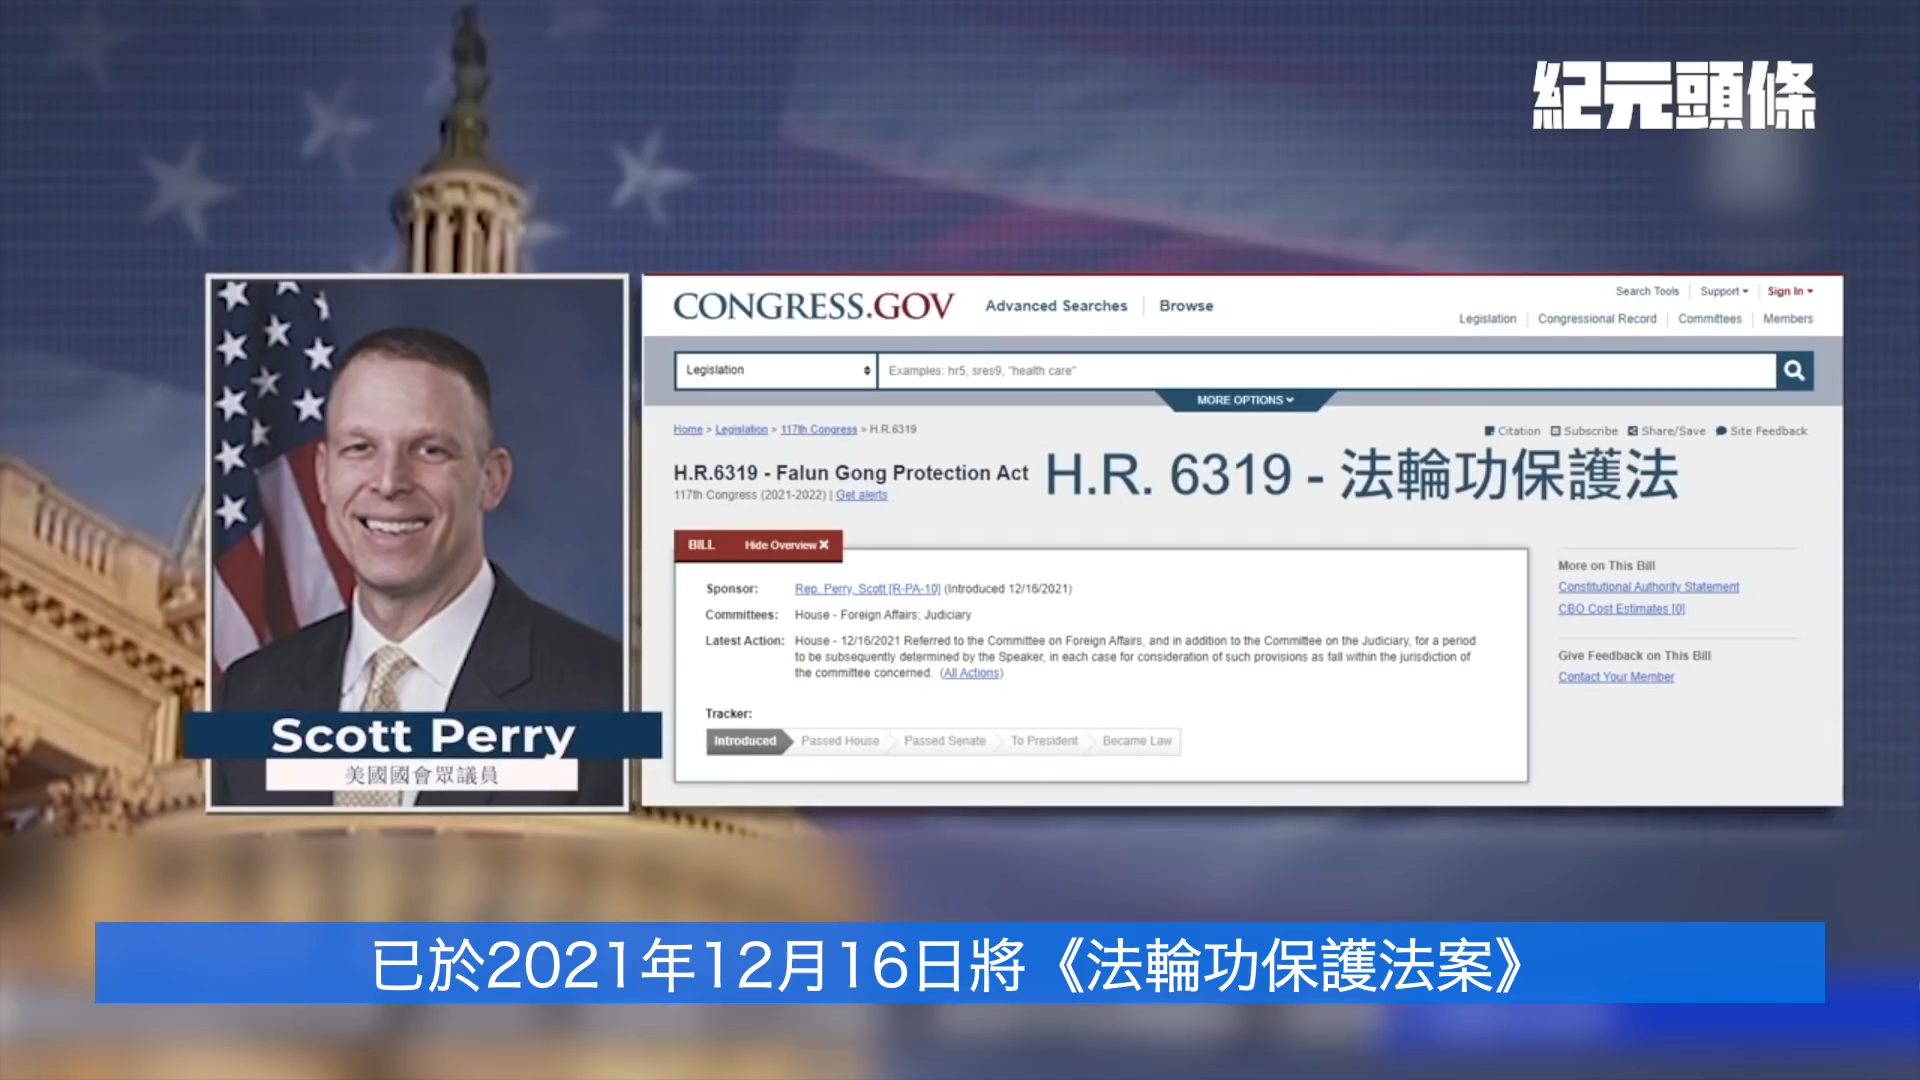 紀元頭條
CONGRESS.GOV
Advanced Searches
Browse
Search Tools
Support
Sign In
Legislation
Congressional Record
Committees
Members
Legislation
Examples: hr5, sres9, "health care"
MORE OPTIONS
Home > Legislation > 117th Congress > H.R.6319
Citation
Subscribe
Share/Save
Site Feedback
H.R.6319 - Falun Gong Protection Act
H.R. 6319 - 法輪功保護法
117th Congress (2021-2022) | Get alerts
BILL
Hide Overview X
Sponsor: Rep. Perry, Scott [R-PA-10] (Introduced 12/16/2021)
Committees: House - Foreign Affairs; Judiciary
Latest Action: House - 12/16/2021 Referred to the Committee on Foreign Affairs, and in addition to the Committee on the Judiciary, for a period
to be subsequently determined by the Speaker, in each case for consideration of such provisions as fall within the jurisdiction of
the committee concerned. (All Actions)
Tracker:
Introduced
Passed House
Passed Senate
To President
Became Law
More on This Bill
Constitutional Authority Statement
CBO Cost Estimates [0]
Give Feedback on This Bill
Contact Your Member
Scott Perry
美國國會眾議員
已於2021年12月16日將《法輪功保護法案》